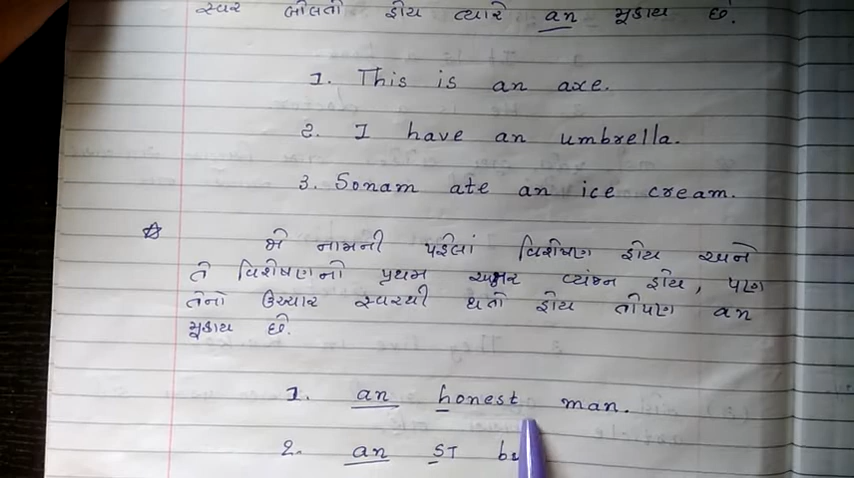 સ્વર બોલતો હોય ત્યારે an મૂકાય છે.
1. This is an axe.
2. I have an umbrella.
3. Sonam ate an ice cream.
જો નામની પહેલાં વિશેષણ હોય અને
તે વિશેષણનો પ્રથમ અક્ષર વ્યંજન હોય, પણ
તેનો ઉચ્ચાર સ્વરથી થતો હોય તોપણ an
મૂકાય છે.
1. an honest man.
2. an ST